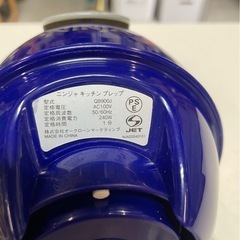 ニンジャ キッチン プレップ
型式 QB900J
定格電圧 AC100V
定格周波数 50/60Hz
定格消費電力 240W
定格時間 1分
株式会社オークローンマーケティング
MADE IN CHINA
PS
E
JET